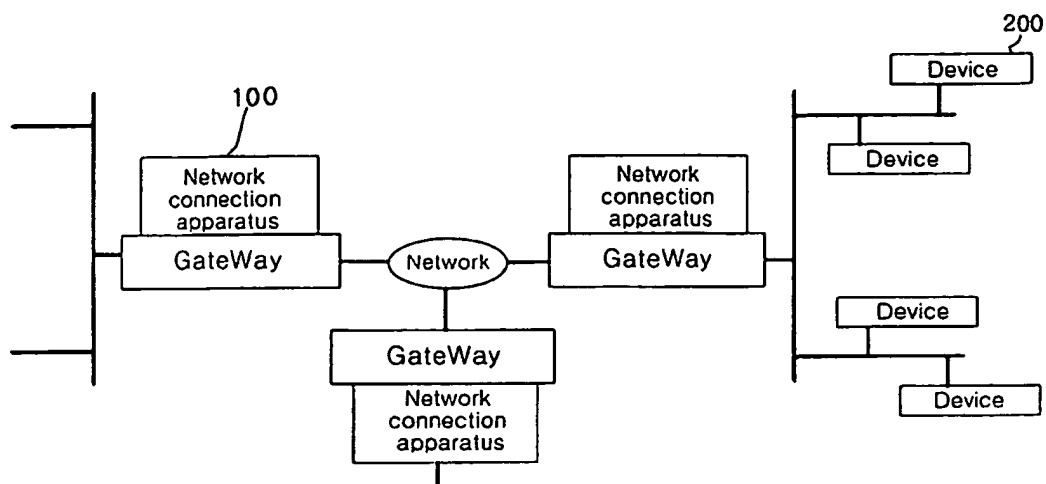 200
Device
100
Device
Network
connection
apparatus
GateWay
Network
connection
apparatus
GateWay
Network
Device
GateWay
Device
Network
connection
apparatus